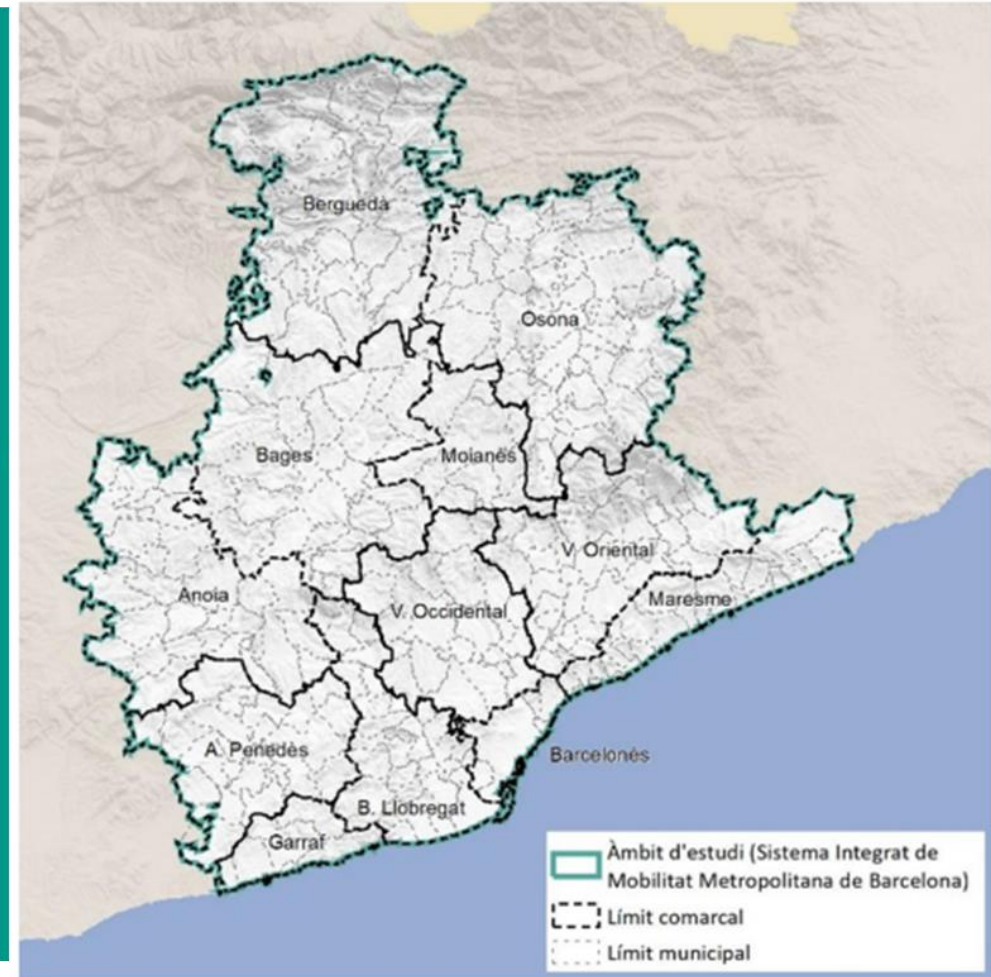 Berguedà
Osona
Bages
Moianès
V. Oriental
Anoia
V. Occidental
Maresme
A. Penedès
Barcelonès
B. Llobregat
Garraf
Àmbit d'estudi (Sistema Integrat de
Mobilitat Metropolitana de Barcelona)
Límit comarcal
Límit municipal